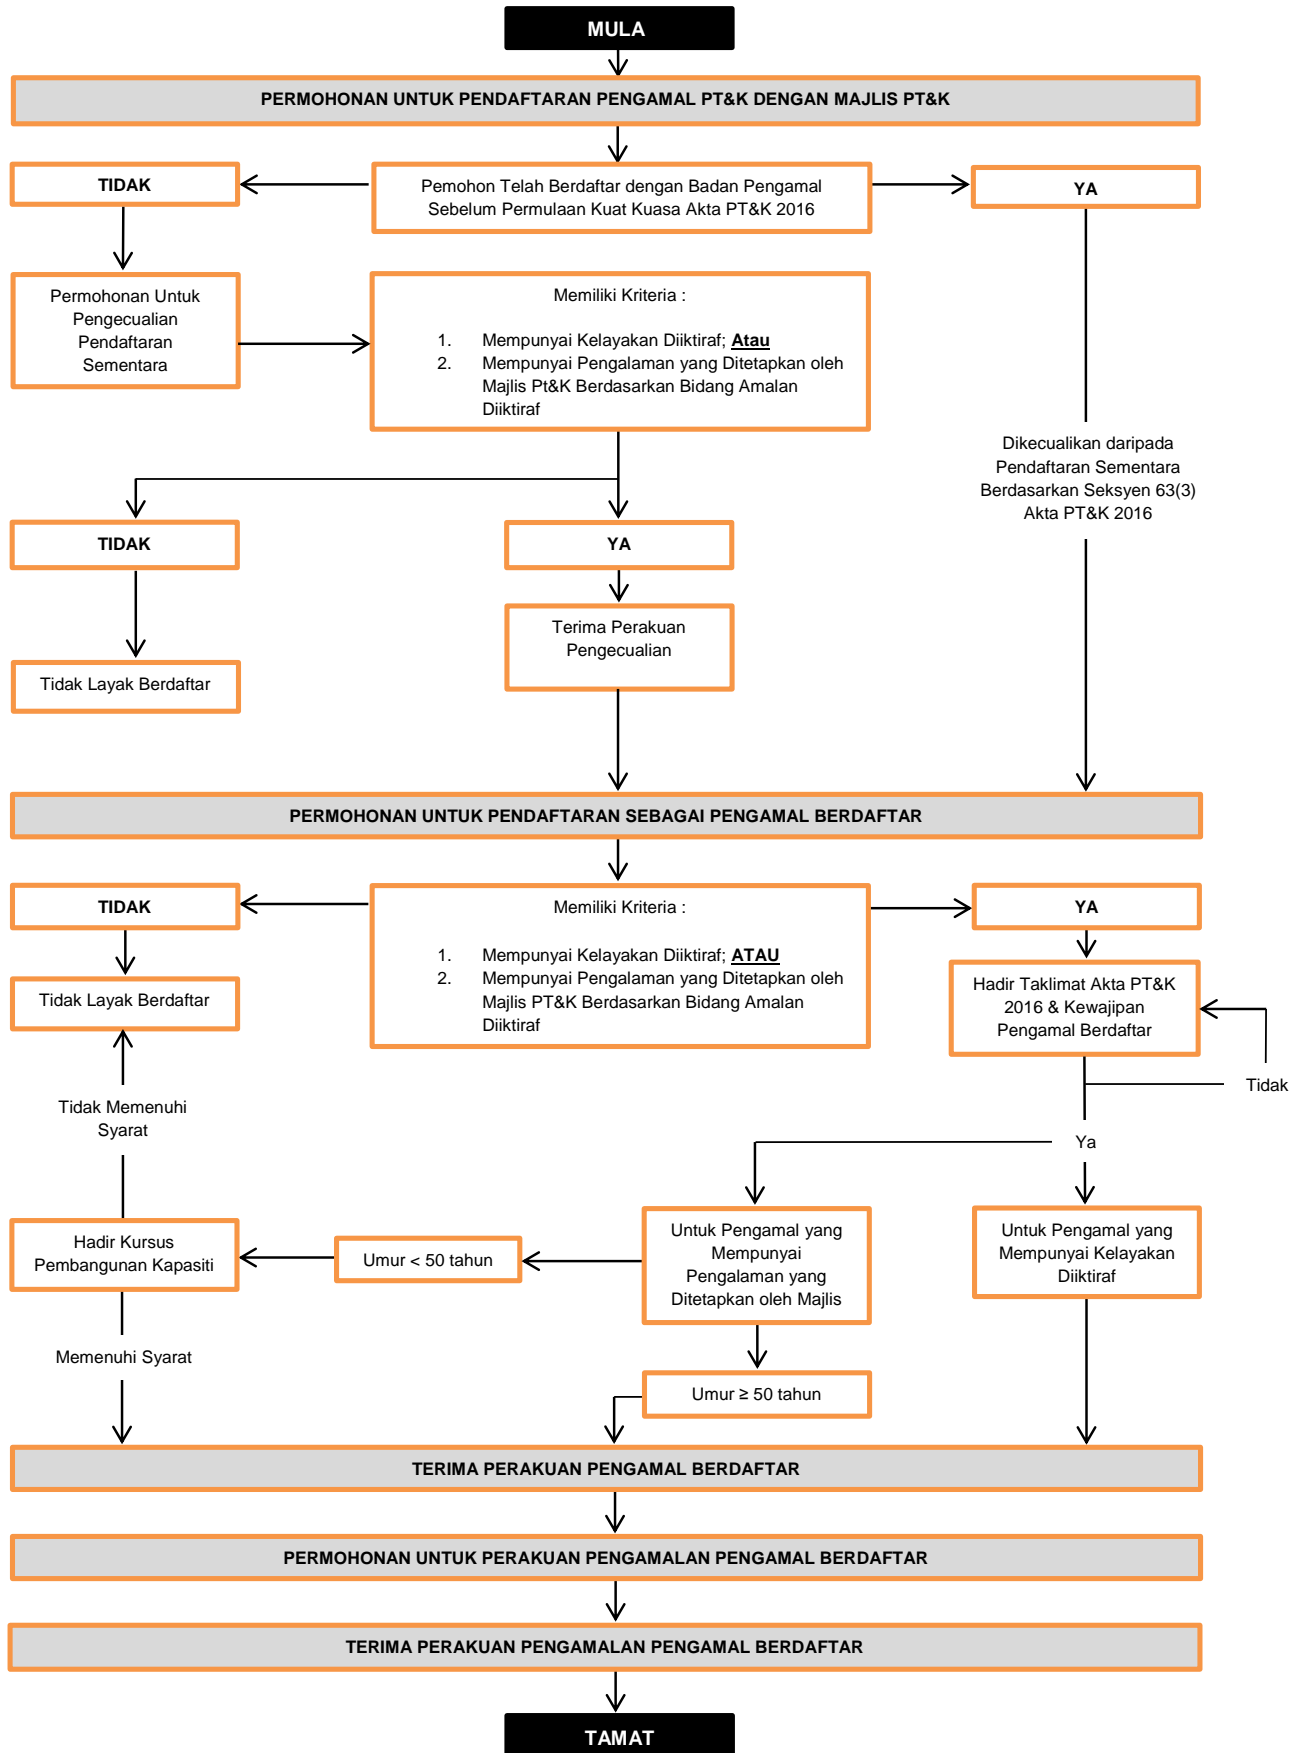 MULA
PERMOHONAN UNTUK PENDAFTARAN PENGAMAL PT&K DENGAN MAJLIS PT&K
TIDAK
Pemohon Telah Berdaftar dengan Badan Pengamal
Sebelum Permulaan Kuat Kuasa Akta PT&K 2016
YA
Permohonan Untuk
Pengecualian
Pendaftaran
Sementara
Memiliki Kriteria :
1. Mempunyai Kelayakan Diiktiraf; Atau
2. Mempunyai Pengalaman yang Ditetapkan oleh
Majlis Pt&K Berdasarkan Bidang Amalan
Diiktiraf
Dikecualikan daripada
Pendaftaran Sementara
Berdasarkan Seksyen 63(3)
Akta PT&K 2016
TIDAK
YA
Terima Perakuan
Pengecualian
Tidak Layak Berdaftar
PERMOHONAN UNTUK PENDAFTARAN SEBAGAI PENGAMAL BERDAFTAR
TIDAK
Memiliki Kriteria :
1. Mempunyai Kelayakan Diiktiraf; ATAU
2. Mempunyai Pengalaman yang Ditetapkan oleh
Majlis PT&K Berdasarkan Bidang Amalan
Diiktiraf
YA
Tidak Layak Berdaftar
Hadir Taklimat Akta PT&K
2016 & Kewajipan
Pengamal Berdaftar
Tidak
Tidak Memenuhi
Syarat
Ya
Hadir Kursus
Pembangunan Kapasiti
Umur < 50 tahun
Untuk Pengamal yang
Mempunyai
Pengalaman yang
Ditetapkan oleh Majlis
Untuk Pengamal yang
Mempunyai Kelayakan
Diiktiraf
Memenuhi Syarat
Umur ≥ 50 tahun
TERIMA PERAKUAN PENGAMAL BERDAFTAR
PERMOHONAN UNTUK PERAKUAN PENGAMALAN PENGAMAL BERDAFTAR
TERIMA PERAKUAN PENGAMALAN PENGAMAL BERDAFTAR
TAMAT